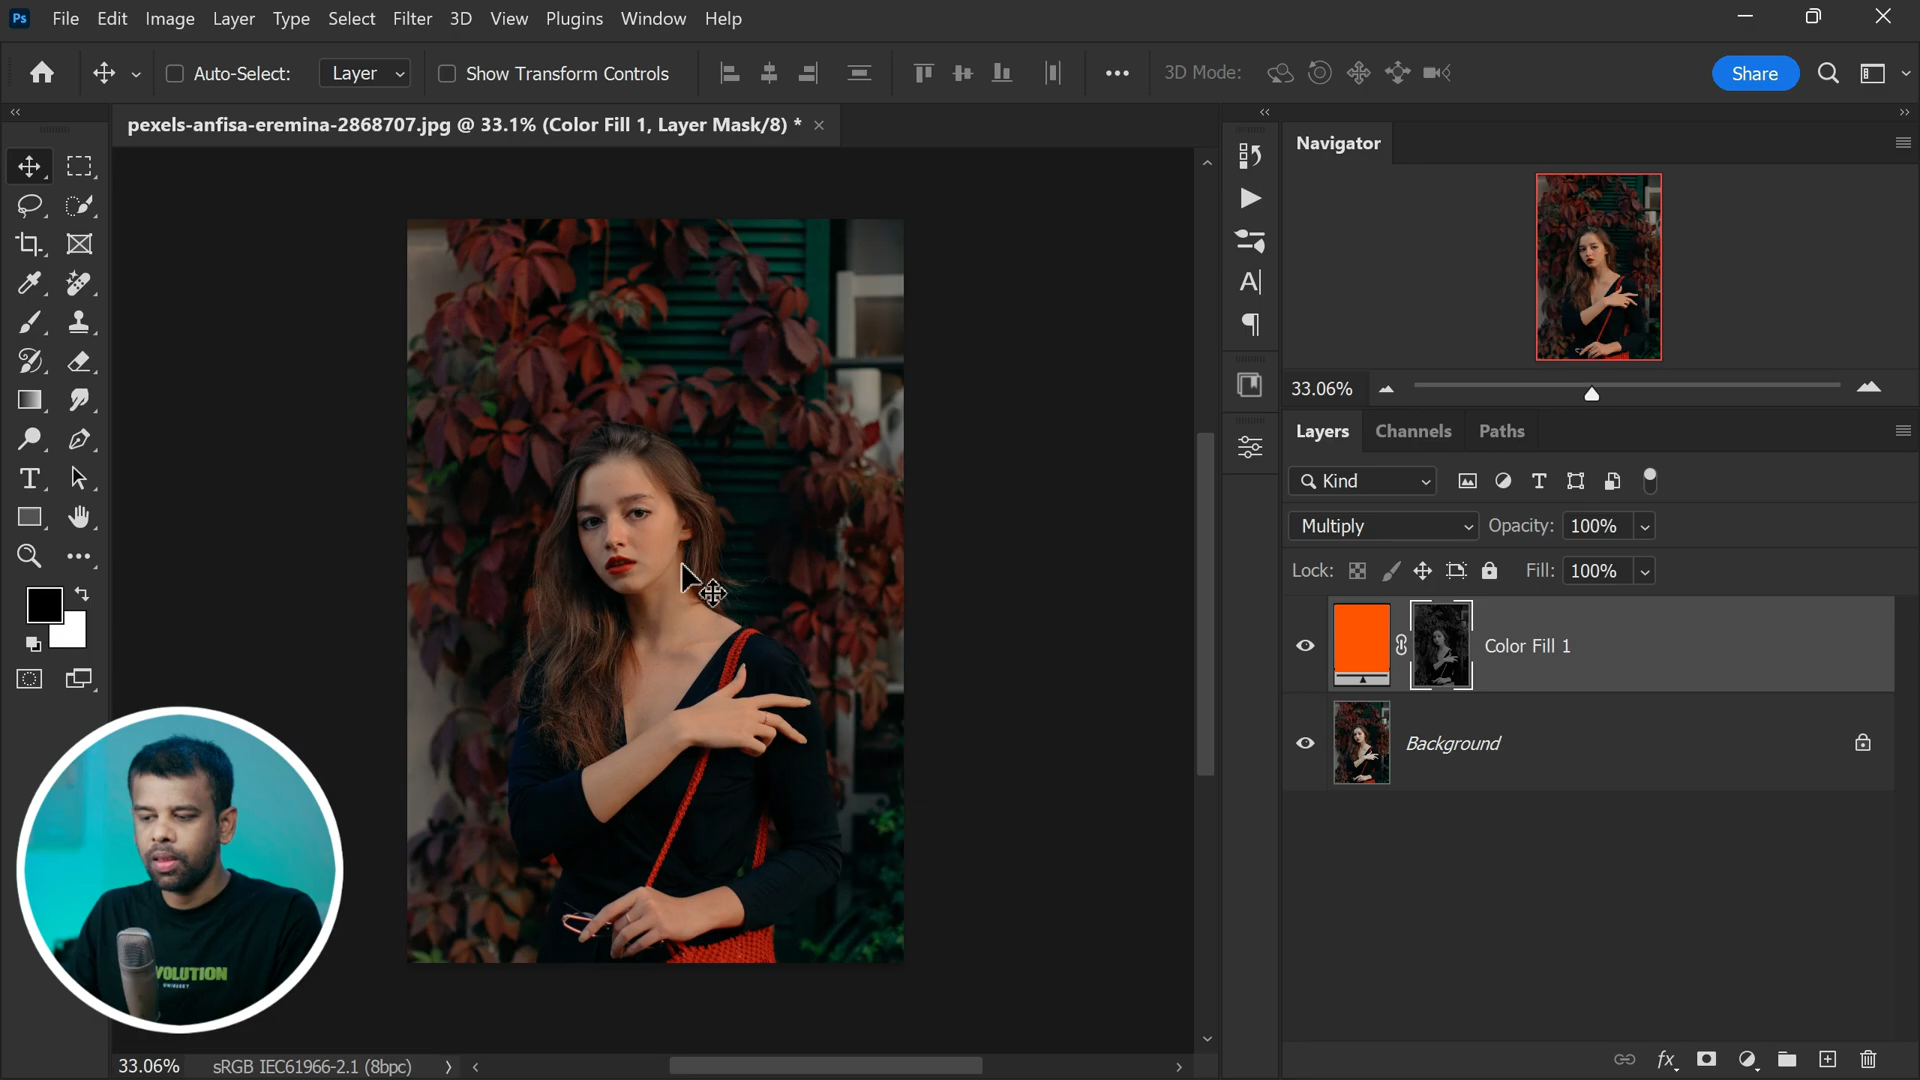 Ps File Edit Image Layer Type Select Filter 3D View Plugins Window Help
Auto-Select: Layer Show Transform Controls 3D Mode: Share
pexels-anfisa-eremina-2868707.jpg @ 33.1% (Color Fill 1, Layer Mask/8) *
Navigator
33.06%
Layers Channels Paths
Kind
Multiply Opacity: 100%
Lock: Fill: 100%
Color Fill 1
Background
VOLUTION
33.06% sRGB IEC61966-2.1 (8bpc)